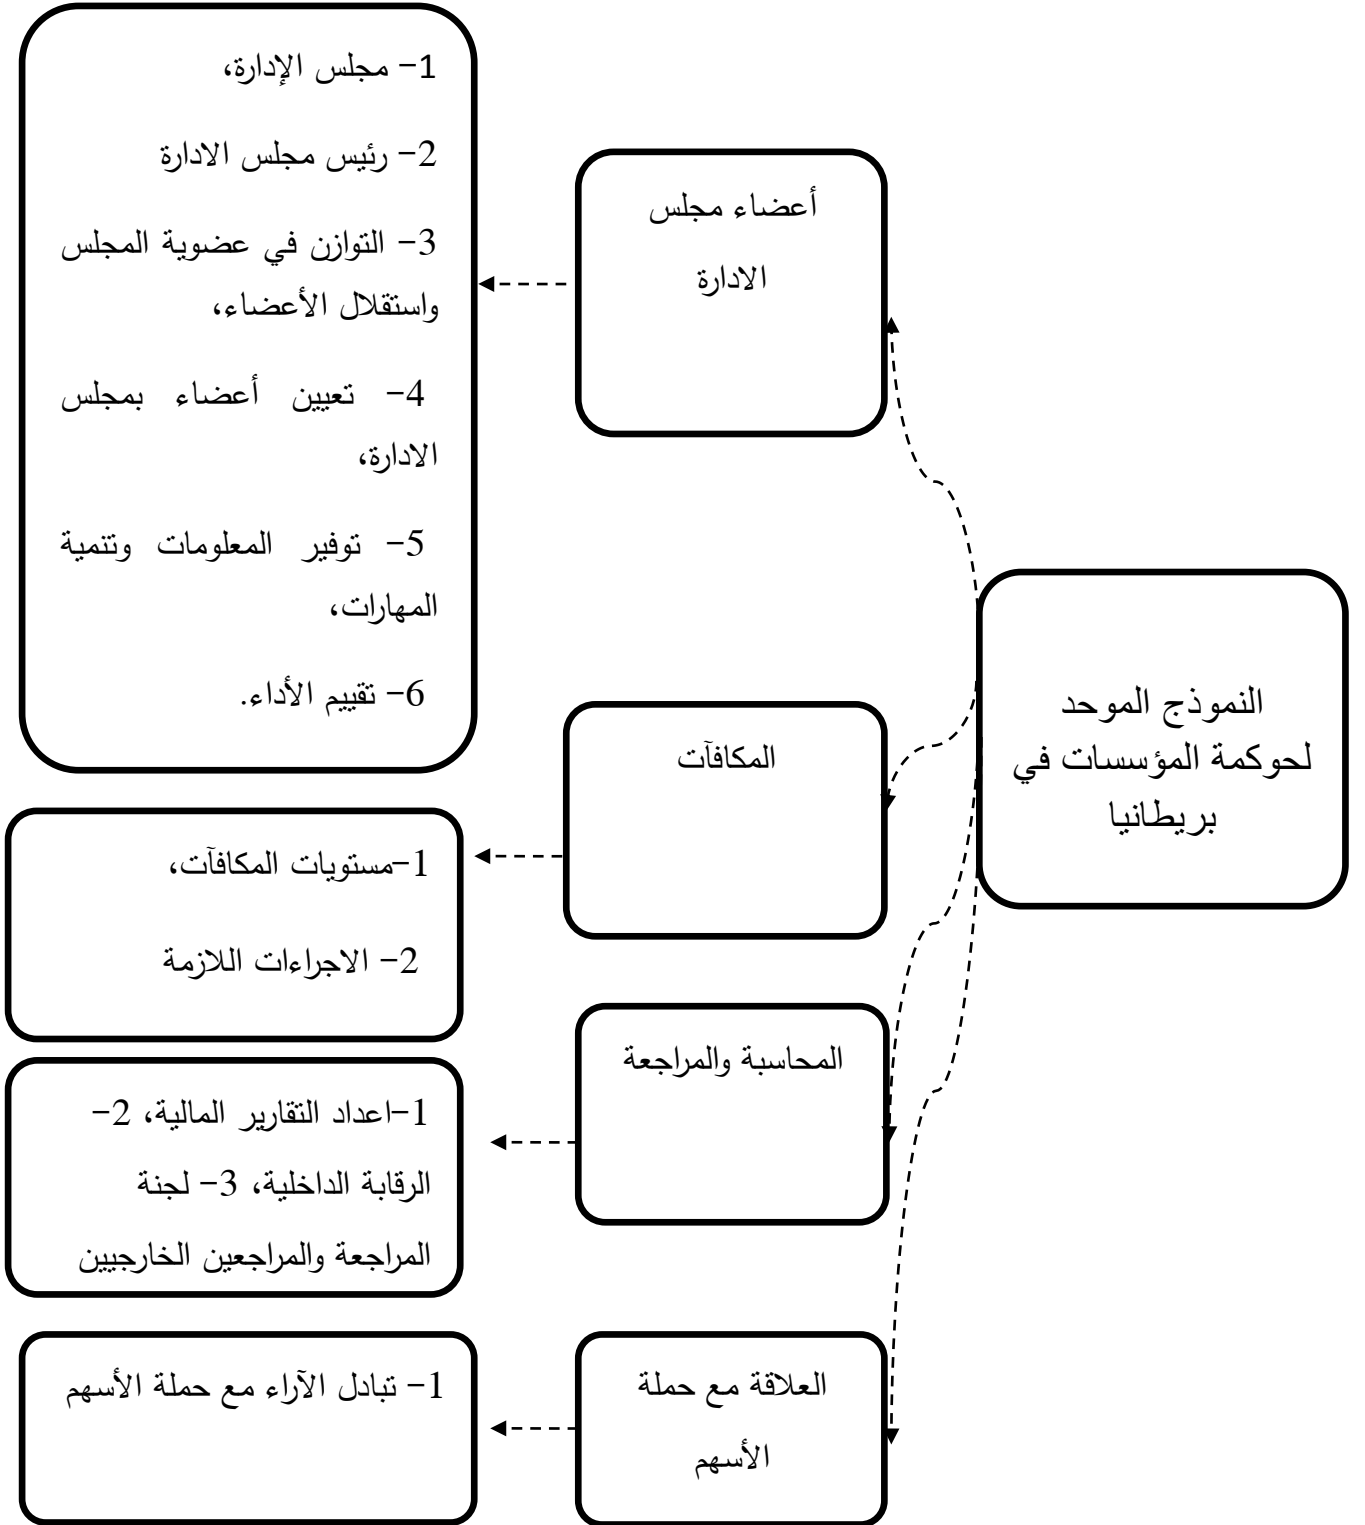 النموذج الموحد
لحوكمة المؤسسات في
بريطانيا
أعضاء مجلس
الادارة
1- مجلس الإدارة،
2- رئيس مجلس الادارة
3- التوازن في عضوية المجلس
واستقلال الأعضاء،
4- تعيين أعضاء بمجلس
الادارة،
5- توفير المعلومات وتنمية
المهارات،
6- تقييم الأداء.
المكافآت
1-مستويات المكافآت،
2- الاجراءات اللازمة
المحاسبة والمراجعة
1-اعداد التقارير المالية، 2-
الرقابة الداخلية، 3- لجنة
المراجعة والمراجعين الخارجيين
العلاقة مع حملة
الأسهم
1- تبادل الآراء مع حملة الأسهم